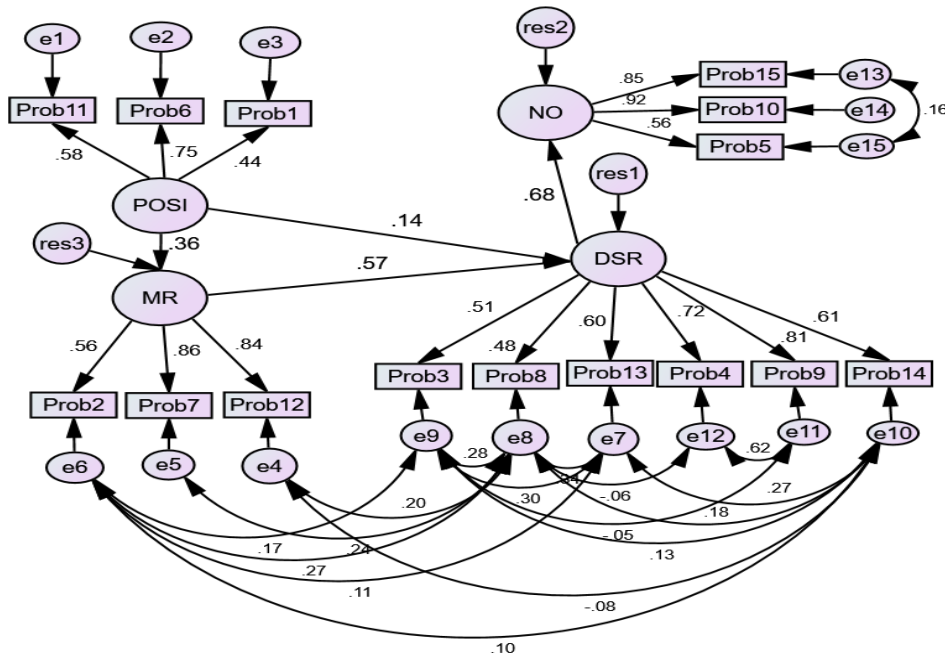 e1
e2
e3
res2
Prob11
Prob6
Prob1
NO
.85
.92
.56
Prob15
Prob10
Prob5
e13
e14
e15
.16
.58
.75
.44
POSI
res1
.68
.14
res3
.36
.57
DSR
MR
.56
.86
.84
.51
.48
.60
.72
.81
.61
Prob2
Prob7
Prob12
Prob3
Prob8
Prob13
Prob4
Prob9
Prob14
e6
e5
e4
e9
e8
e7
e12
e11
e10
.28
.62
.20
.30
-.06
.27
.18
.17
.24
-.05
.13
.27
.11
-.08
.10